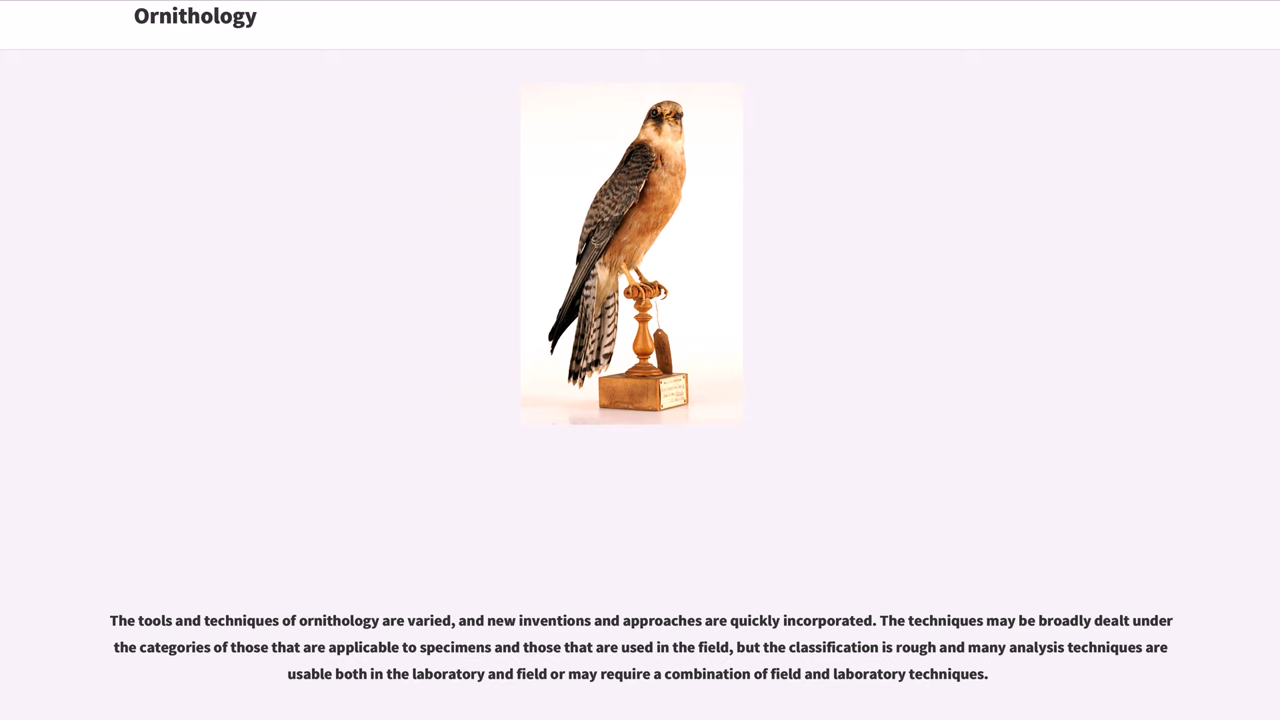 Ornithology
The tools and techniques of ornithology are varied, and new inventions and approaches are quickly incorporated. The techniques may be broadly dealt under
the categories of those that are applicable to specimens and those that are used in the field, but the classification is rough and many analysis techniques are
usable both in the laboratory and field or may require a combination of field and laboratory techniques.